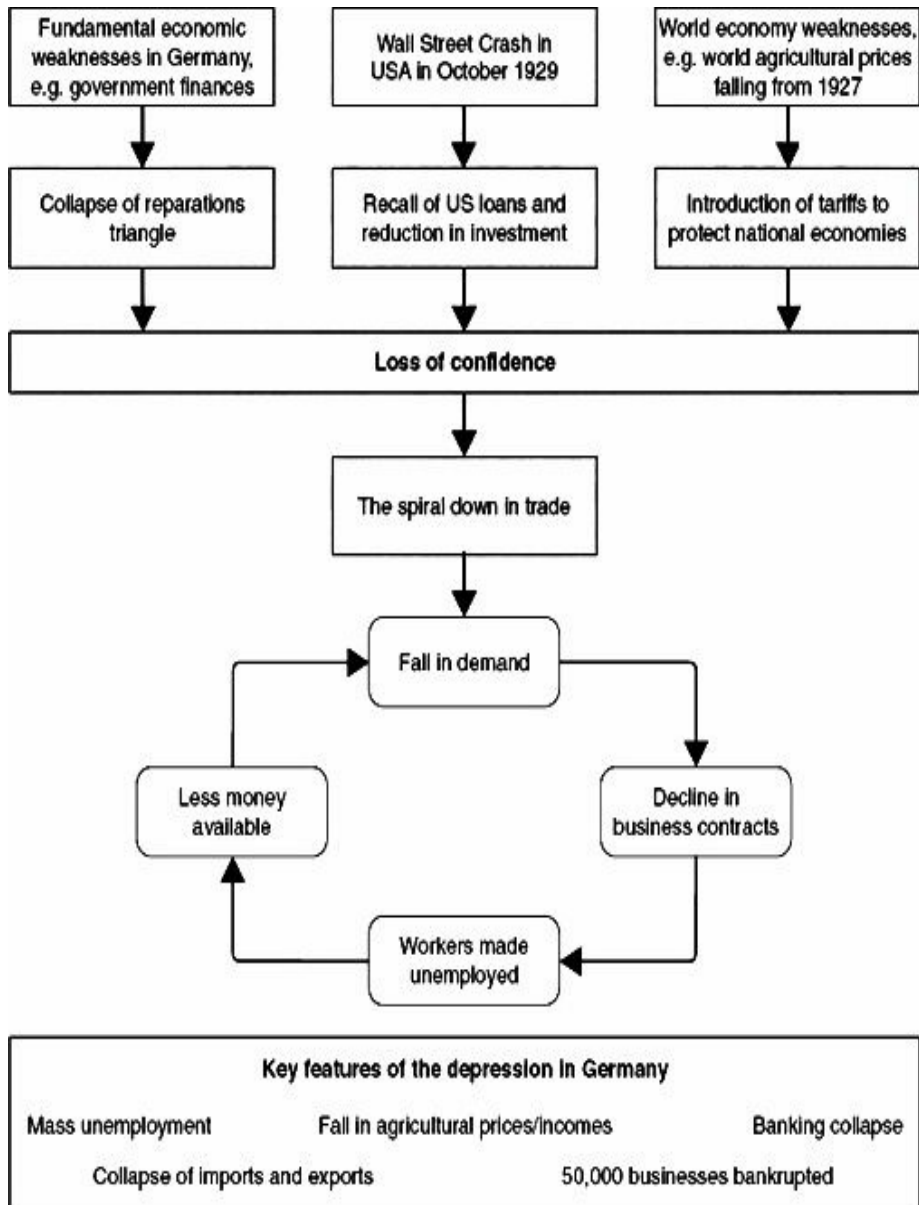 Fundamental economic
weaknesses in Germany,
e.g. government finances
Wall Street Crash in
USA in October 1929
World economy weaknesses,
e.g. world agricultural prices
falling from 1927
Collapse of reparations
triangle
Recall of US loans and
reduction in investment
Introduction of tariffs to
protect national economies
Loss of confidence
The spiral down in trade
Fall in demand
Less money
available
Decline in
business contracts
Workers made
unemployed
Key features of the depression in Germany
Mass unemployment Fall in agricultural prices/incomes Banking collapse
Collapse of imports and exports 50,000 businesses bankrupted